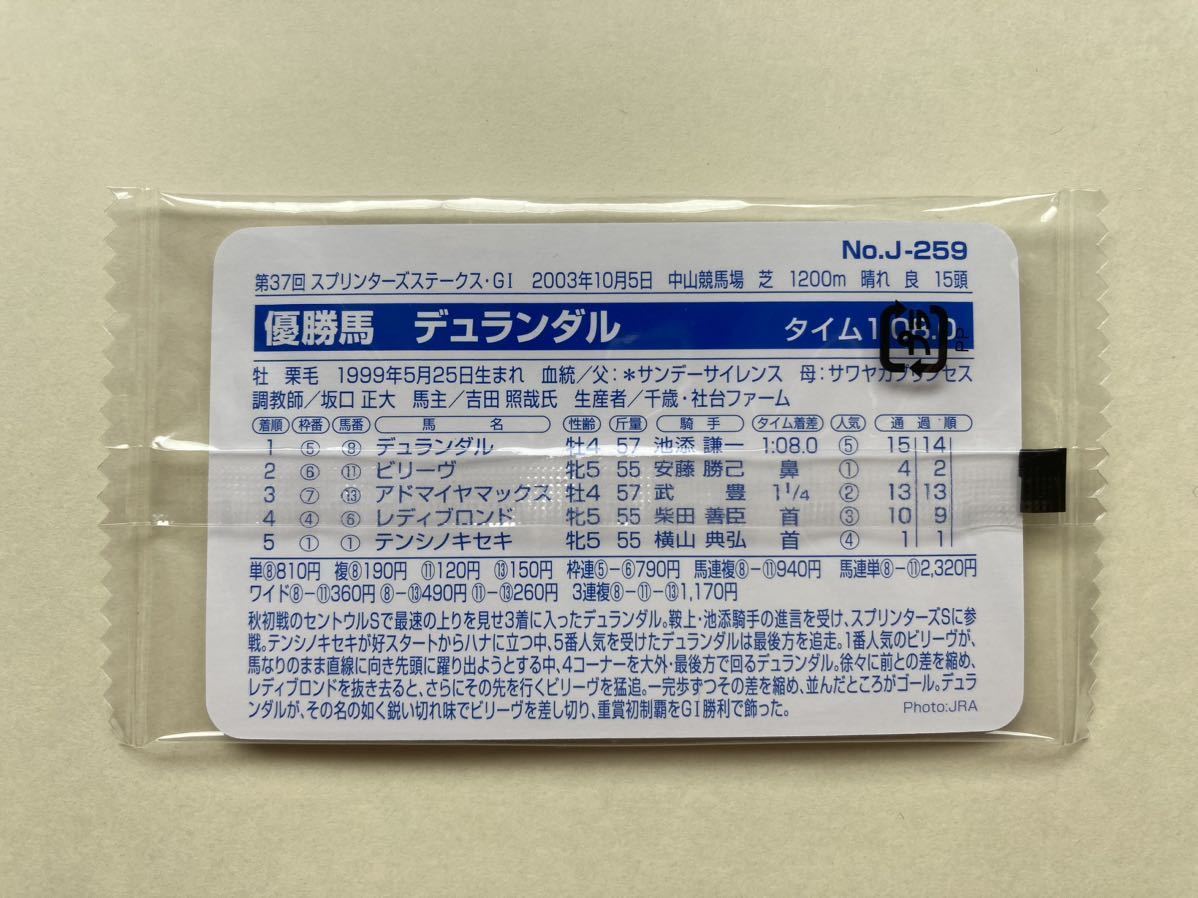 No.J-259
第37回 スプリンターズステークス・GI 2003年10月5日 中山競馬場 芝 1200m 晴れ 良 15頭
優勝馬 デュランダル タイム1:08.0
プラ
牡 栗毛 1999年5月25日生まれ 血統／父:＊サンデーサイレンス 母:サワヤカプリンセス
調教師／坂口 正大 馬主／吉田 照哉氏 生産者／千歳・社台ファーム
着順 枠番 馬番 馬名 性齢 斤量 騎手 タイム着差 人気 通過順
1 ⑤ ⑧ デュランダル 牡4 57 池添 謙一 1:08.0 ⑤ 15 14
2 ⑥ ⑪ ビリーヴ 牝5 55 安藤 勝己 鼻 ① 4 2
3 ⑦ ⑬ アドマイヤマックス 牡4 57 武 豊 1 1/4 ② 13 13
4 ④ ⑥ レディブロンド 牝5 55 柴田 善臣 首 ③ 10 9
5 ① ① テンシノキセキ 牝5 55 横山 典弘 首 ④ 1 1
単⑧810円 複⑧190円 ⑪120円 ⑬150円 枠連⑤－⑥790円 馬連複⑧－⑪940円 馬連単⑧－⑪2,320円
ワイド⑧－⑪360円 ⑧－⑬490円 ⑪－⑬260円 3連複⑧－⑪－⑬1,170円
秋初戦のセントウルSで最速の上りを見せ3着に入ったデュランダル。鞍上・池添騎手の進言を受け、スプリンターズSに参
戦。テンシノキセキが好スタートからハナに立つ中、5番人気を受けたデュランダルは最後方を追走。1番人気のビリーヴが、
馬なりのまま直線に向き先頭に躍り出ようとする中、4コーナーを大外・最後方で回るデュランダル。徐々に前との差を縮め、
レディブロンドを抜き去ると、さらにその先を行くビリーヴを猛追。一完歩ずつその差を縮め、並んだところがゴール。デュラ
ンダルが、その名の如く鋭い切れ味でビリーヴを差し切り、重賞初制覇をGI勝利で飾った。
Photo:JRA